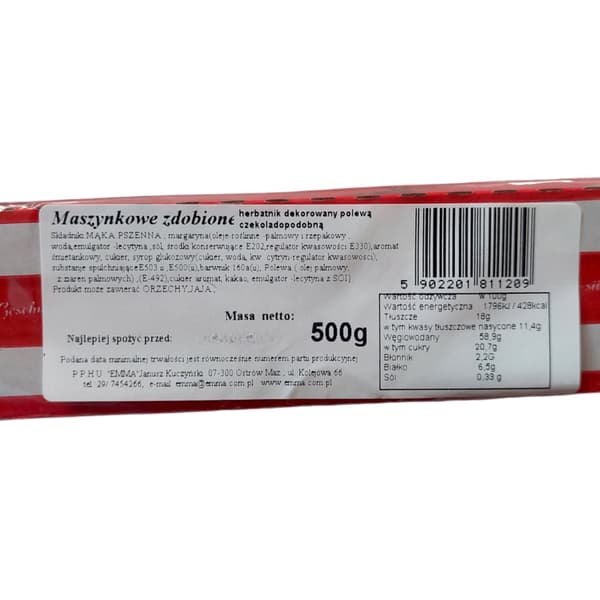 Maszynkowe zdobione herbatnik dekorowany polewą
czekoladopodobną
Składniki: MĄKA PSZENNA , margaryna(oleje roślinne -palmowy i rzepakowy ,
woda,emulgator -lecytyna ,sól, środki konserwujące E202,regulator kwasowości E330),aromat
śmietankowy, cukier, syrop glukozowy(cukier, woda, kw. cytryn-regulator kwasowości),
substanje spulchniająceE503 ii ,E500(ii),barwnik 160a(ii), Polewa ( olej palmowy,
z ziaren palmowych) ,(E-492),cukier aromat, kakao, emulgator -lecytyna z SOI)
Produkt może zawierać ORZECHY,JAJA,
Masa netto:
500g
Najlepiej spożyć przed:
Podana data minimalnej trwałości jest równocześnie numerem partii produkcyjnej
P.P.H.U. "EMMA"Janusz Kuczyński 07-300 Ostrów Maz., ul. Kolejowa 66
tel. 29/ 7454266, e-mail emma@emma.com.pl www.emma.com.pl
5 902201 811209
Wartość odżywcza w 100g
Wartość energetyczna 1796kJ / 428kcal
Tłuszcze 18g
w tym kwasy tłuszczowe nasycone 11,4g
Węglowodany 58,9g
w tym cukry 20,7g
Błonnik 2,2G
Białko 6,5g
Sól 0,33 g